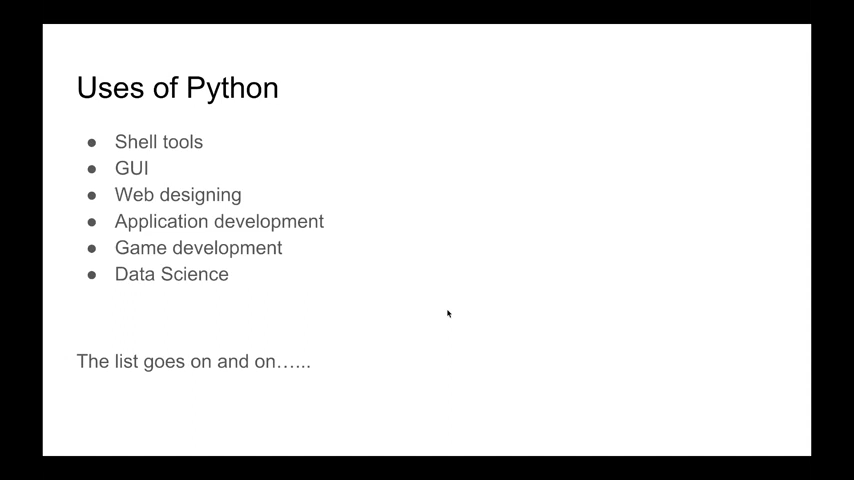 Uses of Python
● Shell tools
● GUI
● Web designing
● Application development
● Game development
● Data Science
The list goes on and on…...